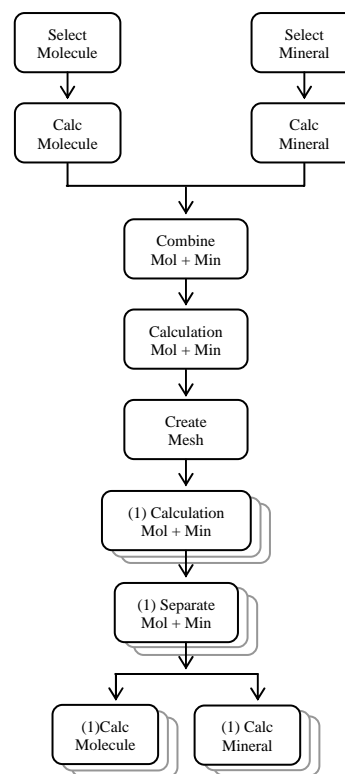 Select
Molecule
Select
Mineral
Calc
Molecule
Calc
Mineral
Combine
Mol + Min
Calculation
Mol + Min
Create
Mesh
(1) Calculation
Mol + Min
(1) Separate
Mol + Min
(1)Calc
Molecule
(1) Calc
Mineral